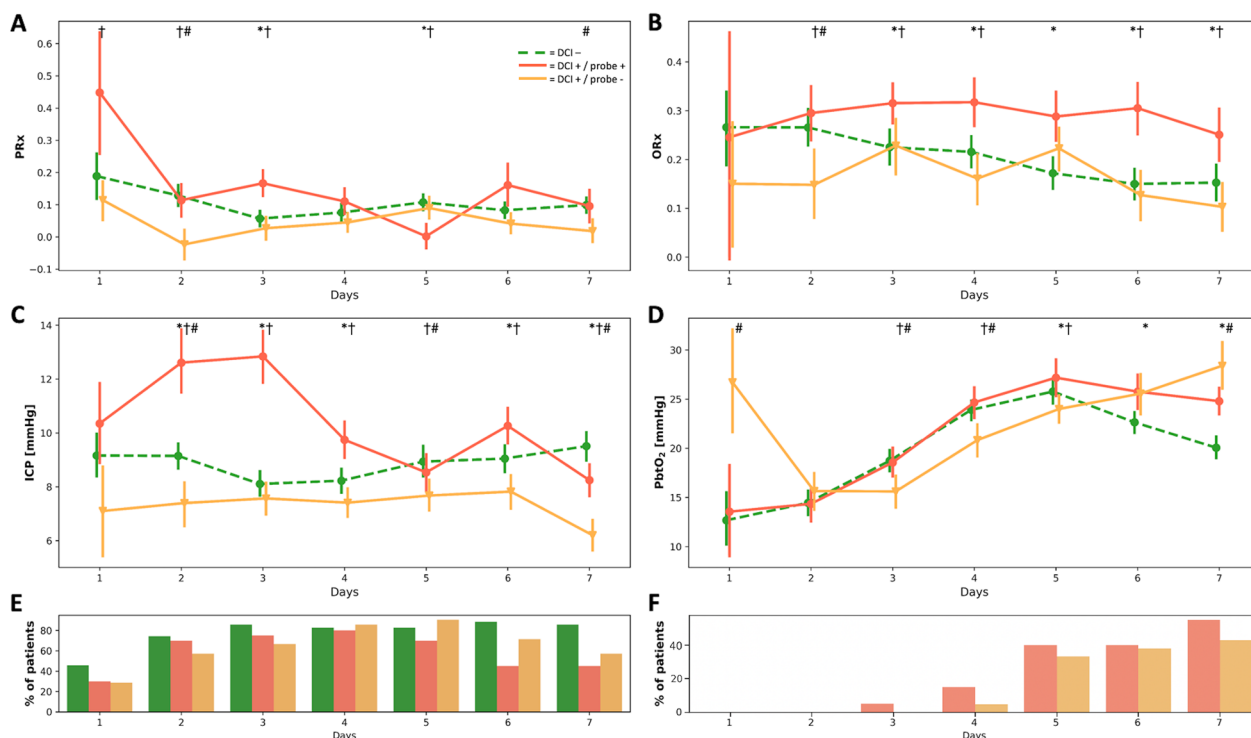 A
† †# *† *† #
0.6
0.5
0.4
0.3
0.2
0.1
0.0
−0.1
PRx
= DCI −
= DCI + / probe +
= DCI + / probe -
1 2 3 4 5 6 7
Days
B
†# *† *† * *† *†
0.4
0.3
0.2
0.1
0.0
ORx
1 2 3 4 5 6 7
Days
C
*†# *† *† †# *† *†#
14
12
10
8
6
ICP [mmHg]
1 2 3 4 5 6 7
Days
D
# †# †# *† * *#
30
25
20
15
10
PbtO₂ [mmHg]
1 2 3 4 5 6 7
Days
E
80
60
40
20
0
% of patients
1 2 3 4 5 6 7
Days
F
40
20
0
% of patients
1 2 3 4 5 6 7
Days